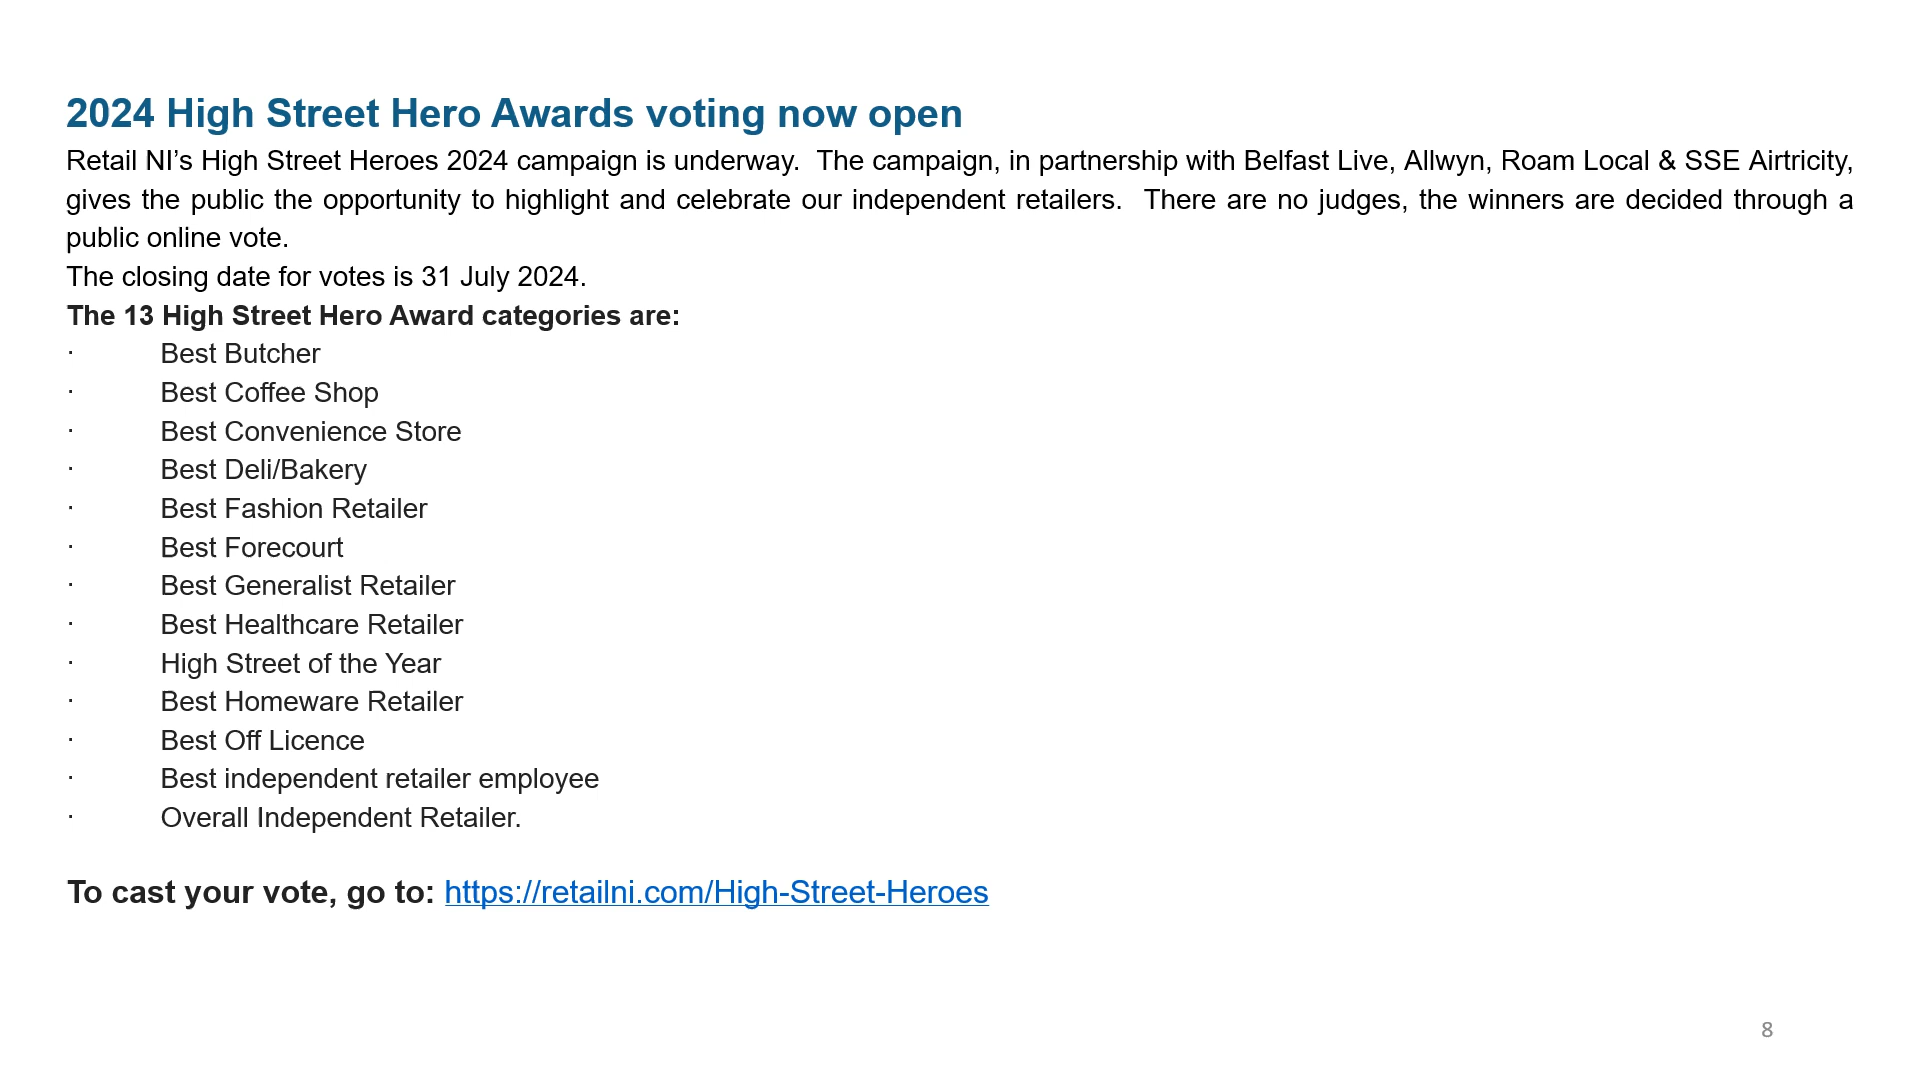 2024 High Street Hero Awards voting now open
Retail NI’s High Street Heroes 2024 campaign is underway.  The campaign, in partnership with Belfast Live, Allwyn, Roam Local & SSE Airtricity,
gives the public the opportunity to highlight and celebrate our independent retailers.  There are no judges, the winners are decided through a
public online vote.
The closing date for votes is 31 July 2024.
The 13 High Street Hero Award categories are:
· Best Butcher
· Best Coffee Shop
· Best Convenience Store
· Best Deli/Bakery
· Best Fashion Retailer
· Best Forecourt
· Best Generalist Retailer
· Best Healthcare Retailer
· High Street of the Year
· Best Homeware Retailer
· Best Off Licence
· Best independent retailer employee
· Overall Independent Retailer.
To cast your vote, go to: https://retailni.com/High-Street-Heroes
8